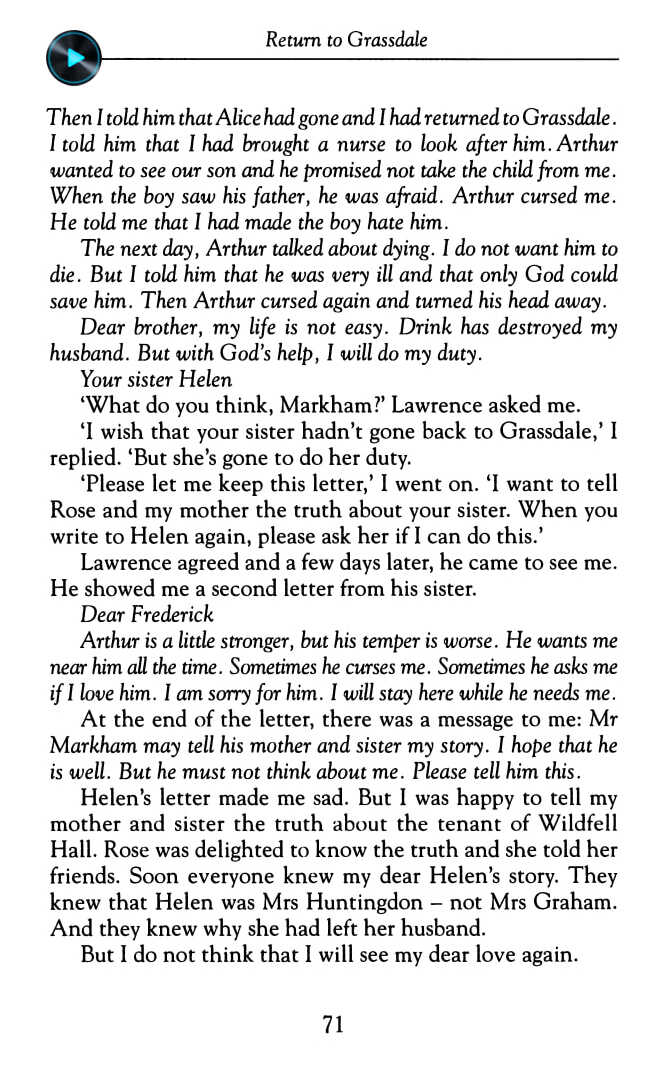 Return to Grassdale
Then I told him that Alice had gone and I had returned to Grassdale.
I told him that I had brought a nurse to look after him. Arthur
wanted to see our son and he promised not take the child from me.
When the boy saw his father, he was afraid. Arthur cursed me.
He told me that I had made the boy hate him.
The next day, Arthur talked about dying. I do not want him to
die. But I told him that he was very ill and that only God could
save him. Then Arthur cursed again and turned his head away.
Dear brother, my life is not easy. Drink has destroyed my
husband. But with God's help, I will do my duty.
Your sister Helen
‘What do you think, Markham?’ Lawrence asked me.
‘I wish that your sister hadn't gone back to Grassdale,’ I
replied. ‘But she's gone to do her duty.
‘Please let me keep this letter,’ I went on. ‘I want to tell
Rose and my mother the truth about your sister. When you
write to Helen again, please ask her if I can do this.’
Lawrence agreed and a few days later, he came to see me.
He showed me a second letter from his sister.
Dear Frederick
Arthur is a little stronger, but his temper is worse. He wants me
near him all the time. Sometimes he curses me. Sometimes he asks me
if I love him. I am sorry for him. I will stay here while he needs me.
At the end of the letter, there was a message to me: Mr
Markham may tell his mother and sister my story. I hope that he
is well. But he must not think about me. Please tell him this.
Helen's letter made me sad. But I was happy to tell my
mother and sister the truth about the tenant of Wildfell
Hall. Rose was delighted to know the truth and she told her
friends. Soon everyone knew my dear Helen's story. They
knew that Helen was Mrs Huntingdon – not Mrs Graham.
And they knew why she had left her husband.
But I do not think that I will see my dear love again.
71